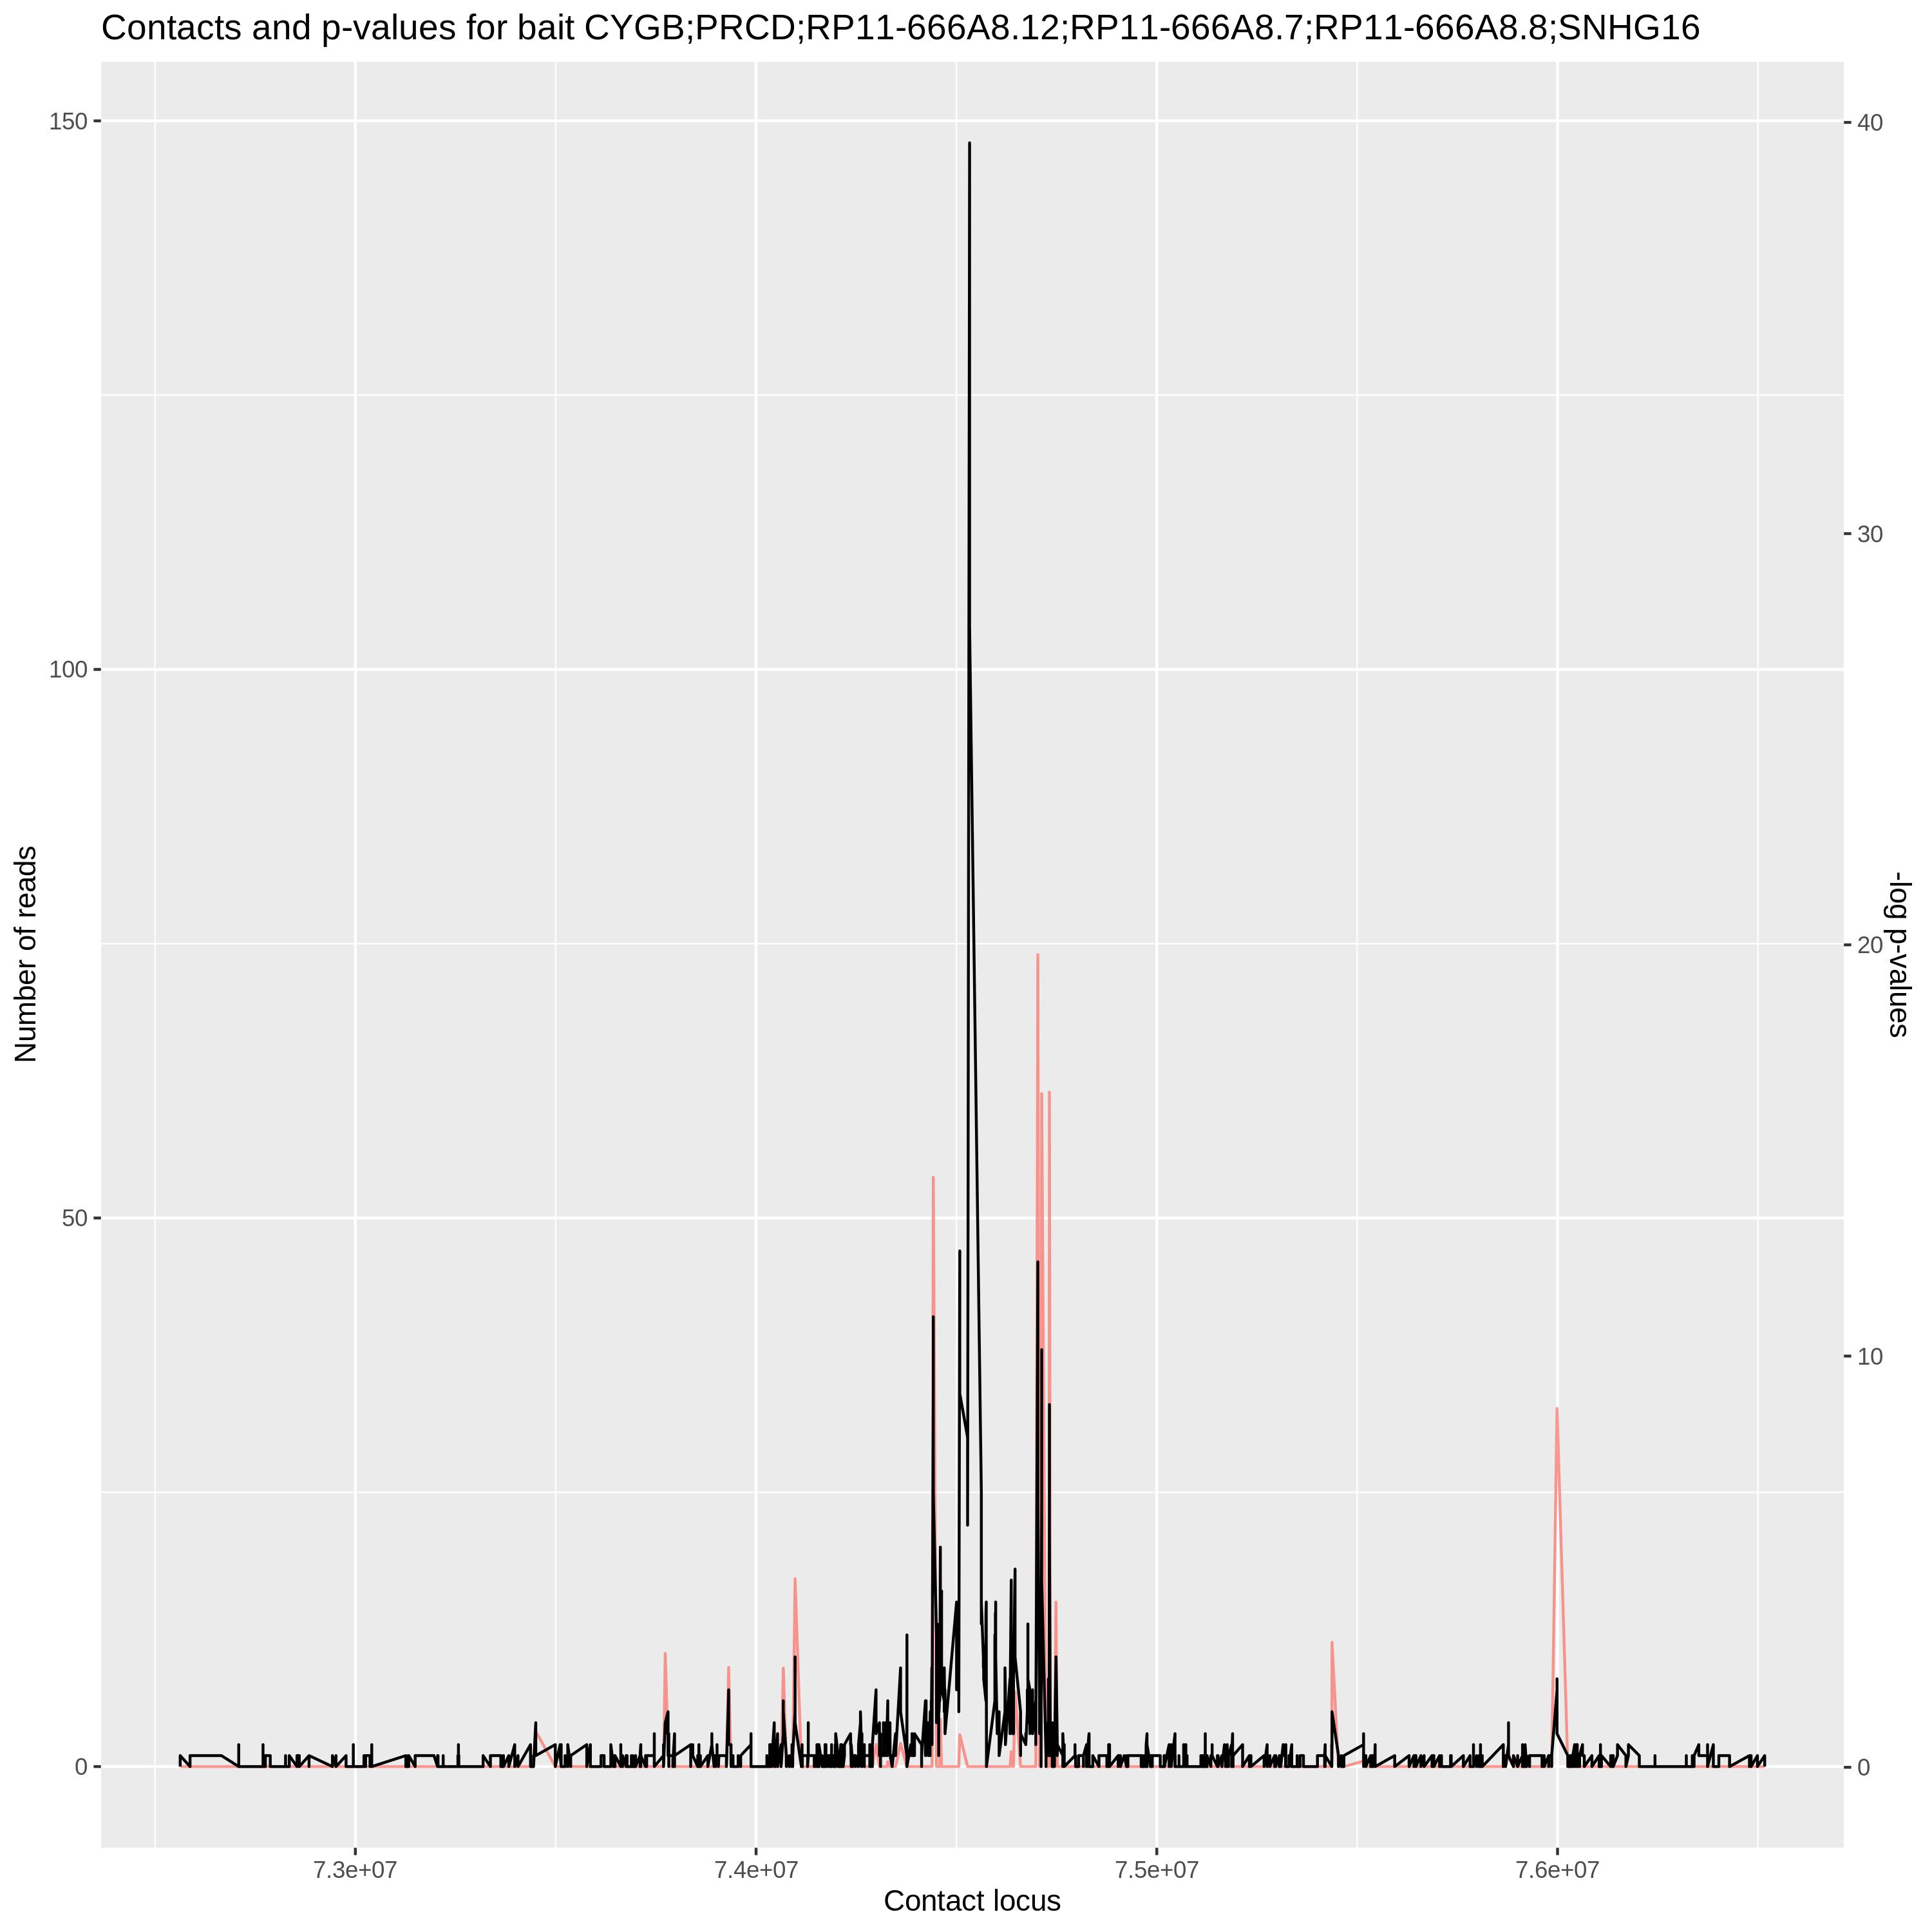 Contacts and p-values for bait CYGB;PRCD;RP11-666A8.12;RP11-666A8.7;RP11-666A8.8;SNHG16
150
100
50
0
Number of reads
40
30
20
10
0
-log p-values
7.3e+07
7.4e+07
7.5e+07
7.6e+07
Contact locus